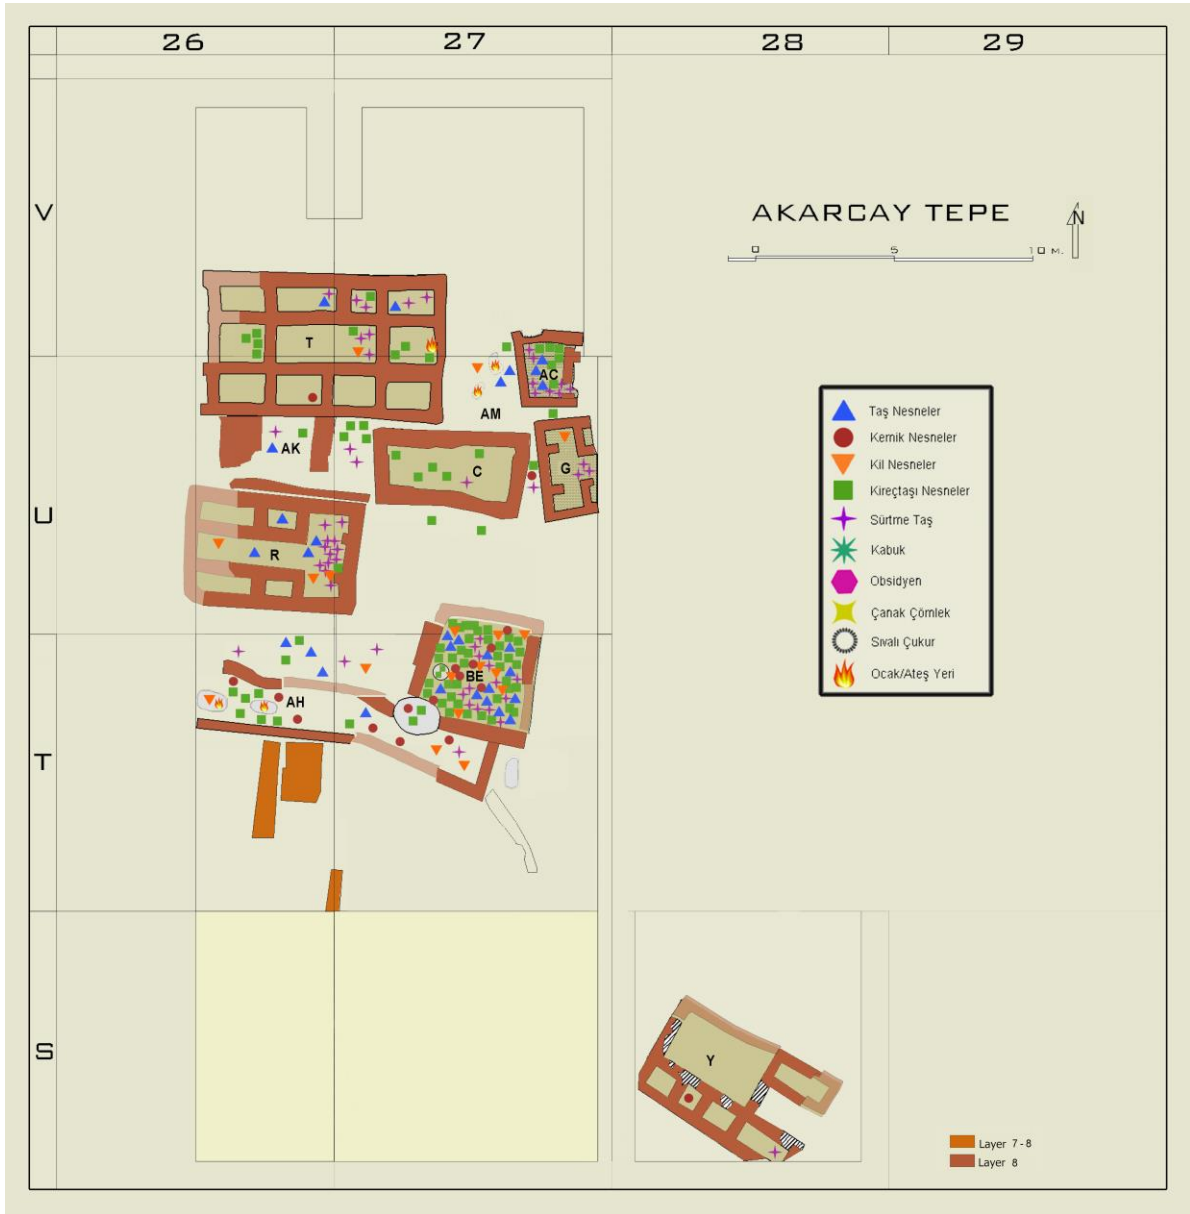 26 27 28 29
V
AKARCAY TEPE
N
0 5 10 M.
T
AC
AM
AK
C
G
U
R
BE
AH
T
S
Y
Taş Nesneler
Kemik Nesneler
Kil Nesneler
Kireçtaşı Nesneler
Sürtme Taş
Kabuk
Obsidyen
Çanak Çömlek
Sıvalı Çukur
Ocak/Ateş Yeri
Layer 7-8
Layer 8